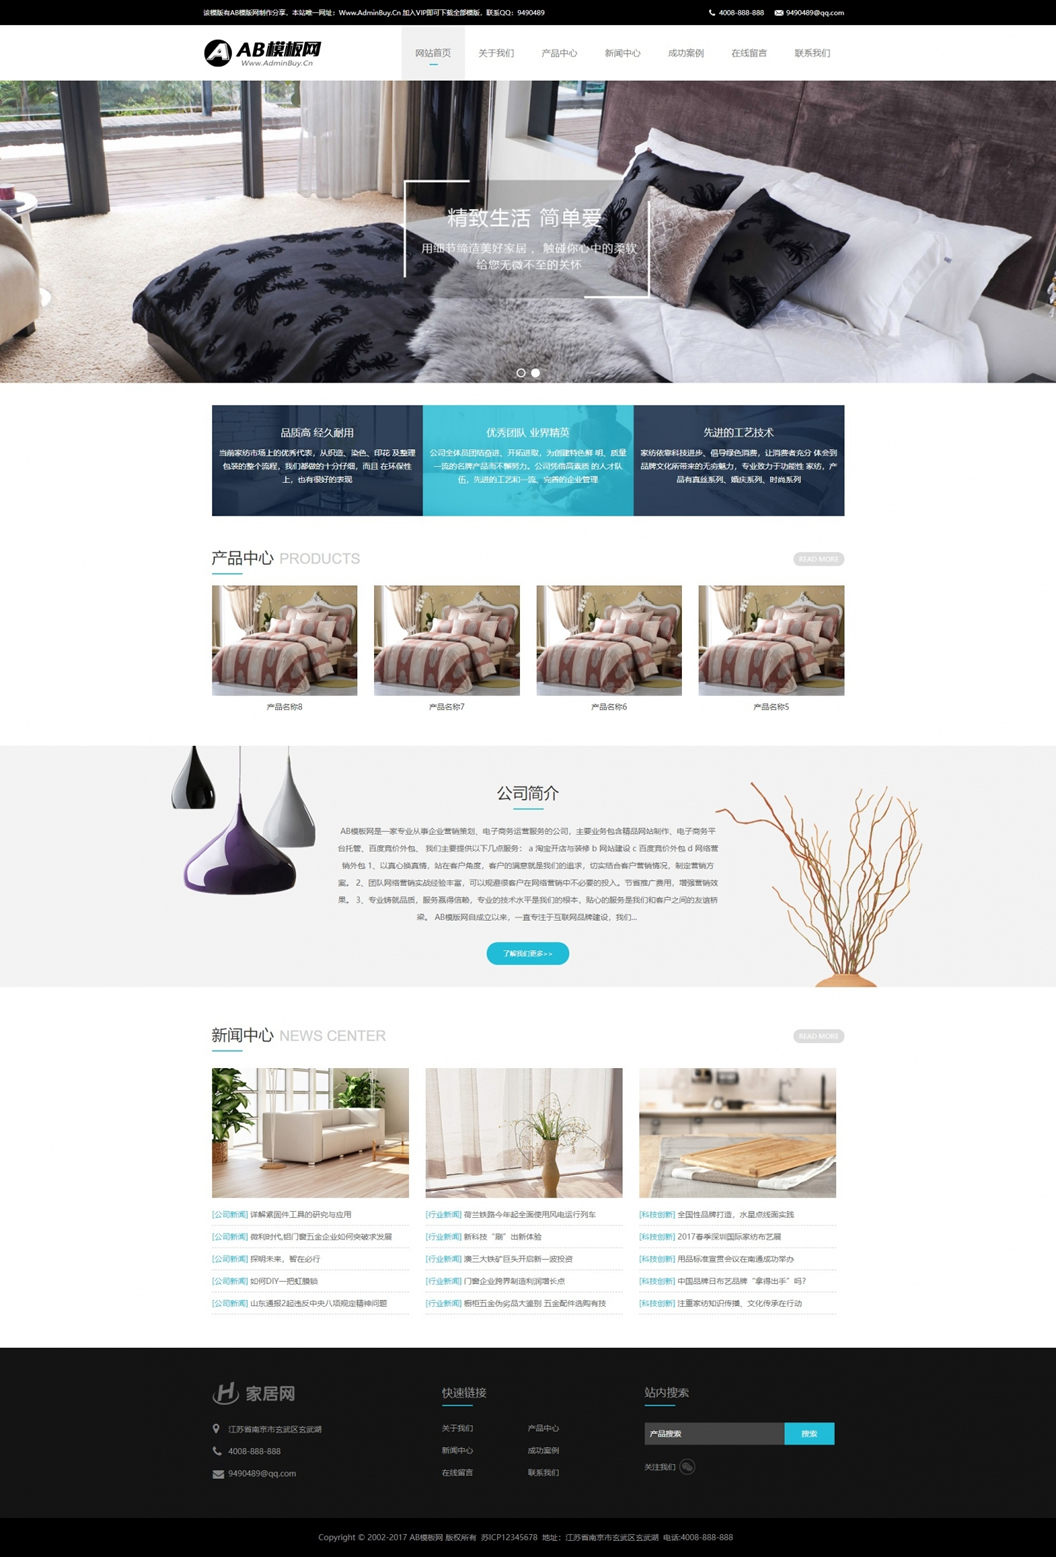 该模版有AB模版网制作分享，本站唯一网址：Www.AdminBuy.Cn 加入VIP即可下载全部模版，联系QQ：9490489
4008-888-888 9490489@qq.com
AB模板网
Www.AdminBuy.Cn
网站首页 关于我们 产品中心 新闻中心 成功案例 在线留言 联系我们
精致生活 简单爱
用细节缔造美好家居， 触碰你心中的柔软
给您无微不至的关怀
品质高 经久耐用
当前家纺市场上的优秀代表，从织造、染色、印花 及整理
包装的整个流程，我们都做的十分仔细，而且 在环保性
上，也有很好的表现
优秀团队 业界精英
公司全体员团结奋进、开拓进取，为创建特色鲜 明、质量
一流的名牌产品而不懈努力。公司凭借高素质 的人才队
伍，先进的工艺和一流、完善的企业管理
先进的工艺技术
家纺依靠科技进步、倡导绿色消费，让消费者充分 体会到
品牌文化所带来的无穷魅力，专业致力于功能性 家纺，产
品有真丝系列、婚庆系列、时尚系列
产品中心 PRODUCTS
READ MORE
产品名称8 产品名称7 产品名称6 产品名称5
公司简介
AB模板网是一家专业从事企业营销策划、电子商务运营服务的公司，主要业务包含精品网站制作、电子商务平
台托管、百度竞价外包、 我们主要提供以下几点服务： a 淘宝开店与装修 b 网站建设 c 百度竞价外包 d 网络营
销外包 1、以真心换真情，站在客户角度，客户的满意就是我们的追求，切实结合客户营销情况，制定营销方
案。 2、团队网络营销实战经验丰富，可以规避很客户在网络营销中不必要的投入。节省推广费用，增强营销效
果。 3、专业铸就品质，服务赢得信赖，专业的技术水平是我们的根本，贴心的服务是我们和客户之间的友谊桥
梁。 AB模版网自成立以来，一直专注于互联网品牌建设，我们...
了解我们更多>>
新闻中心 NEWS CENTER
READ MORE
[公司新闻] 详解紧固件工具的研究与应用
[公司新闻] 微利时代,铝门窗五金企业如何突破求发展
[公司新闻] 探明未来，智在必行
[公司新闻] 如何DIY一把虹膜锁
[公司新闻] 山东通报2起违反中央八项规定精神问题
[行业新闻] 荷兰铁路今年起全面使用风电运行列车
[行业新闻] 新科技“刷”出新体验
[行业新闻] 澳三大铁矿巨头开启新一波投资
[行业新闻] 门窗企业跨界制造利润增长点
[行业新闻] 橱柜五金伪劣品大鉴别 五金配件选购有技
[科技创新] 全国性品牌打造，水星点线面实践
[科技创新] 2017春季深圳国际家纺布艺展
[科技创新] 用品标准宣贯会议在南通成功举办
[科技创新] 中国品牌日布艺品牌“拿得出手”吗？
[科技创新] 注重家纺知识传播、文化传承在行动
家居网
江苏省南京市玄武区玄武湖
4008-888-888
9490489@qq.com
快速链接
关于我们 产品中心
新闻中心 成功案例
在线留言 联系我们
站内搜索
产品搜索 搜索
关注我们
Copyright © 2002-2017 AB模板网 版权所有 苏ICP12345678 地址：江苏省南京市玄武区玄武湖 电话:4008-888-888